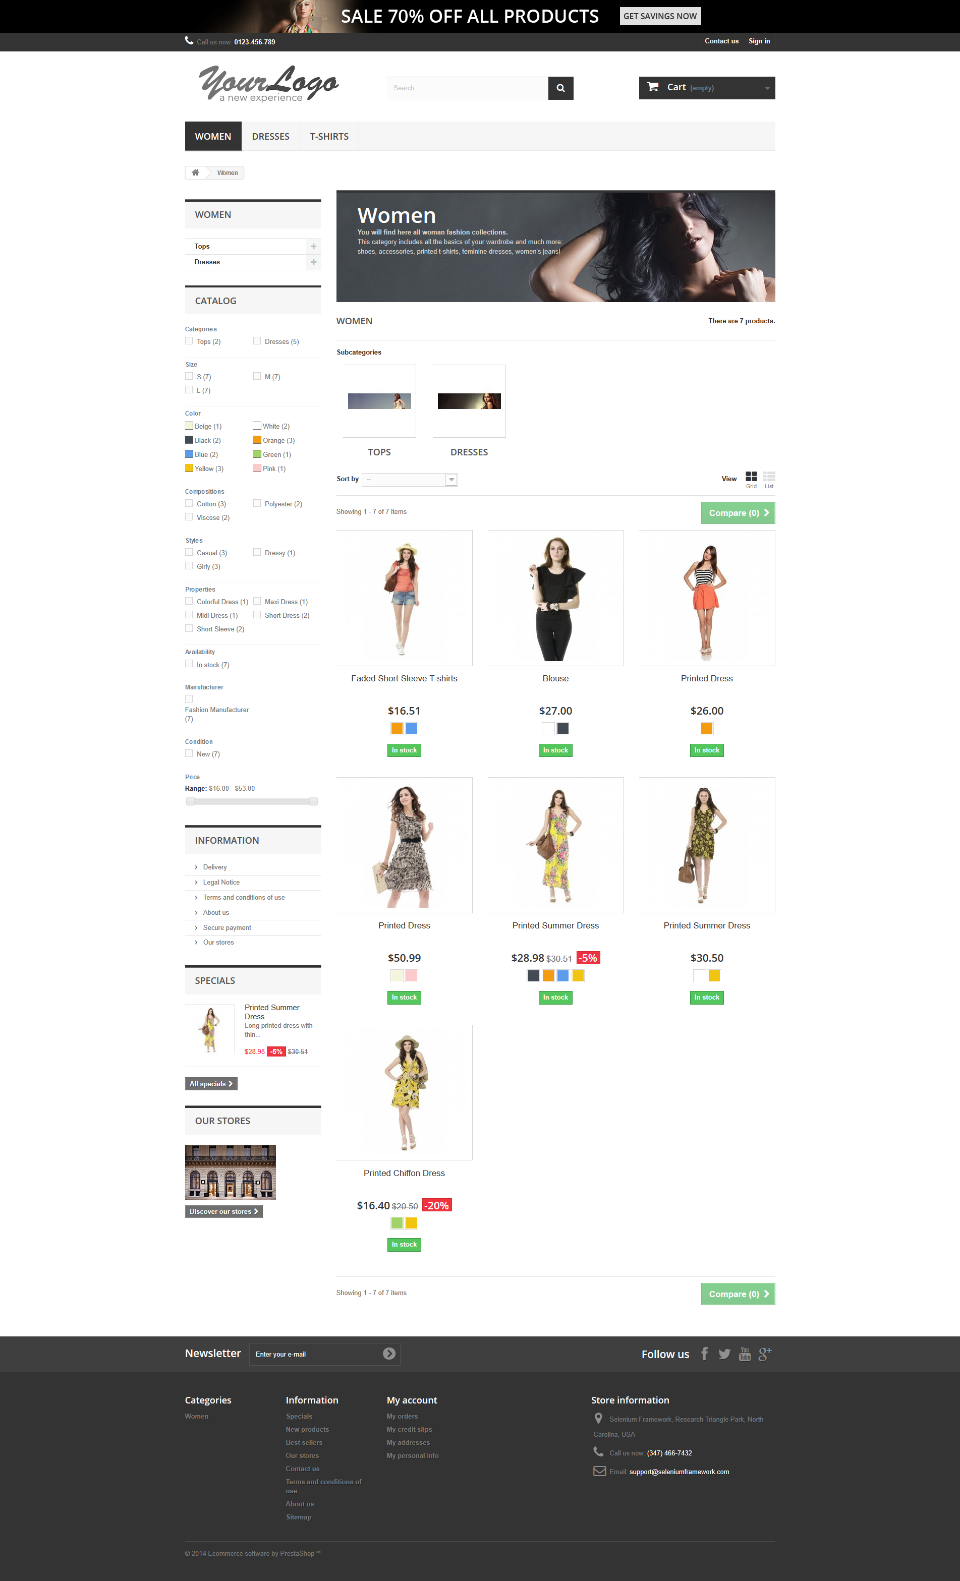 SALE 70% OFF ALL PRODUCTS GET SAVINGS NOW
Call us now: 0123-456-789
Contact us Sign in
YourLogo
a new experience
Search
Cart (empty)
WOMEN DRESSES T-SHIRTS
Women
WOMEN
Tops
Dresses
CATALOG
Categories
Tops (2) Dresses (5)
Size
S (7) M (7)
L (7)
Color
Beige (1) White (2)
Black (2) Orange (3)
Blue (2) Green (1)
Yellow (3) Pink (1)
Compositions
Cotton (3) Polyester (2)
Viscose (2)
Styles
Casual (3) Dressy (1)
Girly (3)
Properties
Colorful Dress (1) Maxi Dress (1)
Midi Dress (1) Short Dress (2)
Short Sleeve (2)
Availability
In stock (7)
Manufacturer
Fashion Manufacturer
(7)
Condition
New (7)
Price
Range: $16.00 - $53.00
INFORMATION
Delivery
Legal Notice
Terms and conditions of use
About us
Secure payment
Our stores
SPECIALS
Printed Summer
Dress
Long printed dress with
thin...
$28.98 -5% $30.51
All specials
OUR STORES
Discover our stores
Women
You will find here all woman fashion collections.
This category includes all the basics of your wardrobe and much more:
shoes, accessories, printed t-shirts, feminine dresses, women's jeans!
WOMEN
There are 7 products.
Subcategories
TOPS DRESSES
Sort by --
View Grid List
Showing 1 - 7 of 7 items
Compare (0)
Faded Short Sleeve T-shirts
$16.51
In stock
Blouse
$27.00
In stock
Printed Dress
$26.00
In stock
Printed Dress
$50.99
In stock
Printed Summer Dress
$28.98 $30.51 -5%
In stock
Printed Summer Dress
$30.50
In stock
Printed Chiffon Dress
$16.40 $20.50 -20%
In stock
Showing 1 - 7 of 7 items
Compare (0)
Newsletter Enter your e-mail
Follow us
Categories
Women
Information
Specials
New products
Best sellers
Our stores
Contact us
Terms and conditions of
use
About us
Sitemap
My account
My orders
My credit slips
My addresses
My personal info
Store information
Selenium Framework, Research Triangle Park, North
Carolina, USA
Call us now: (347) 466-7432
Email: support@seleniumframework.com
© 2014 Ecommerce software by PrestaShop™